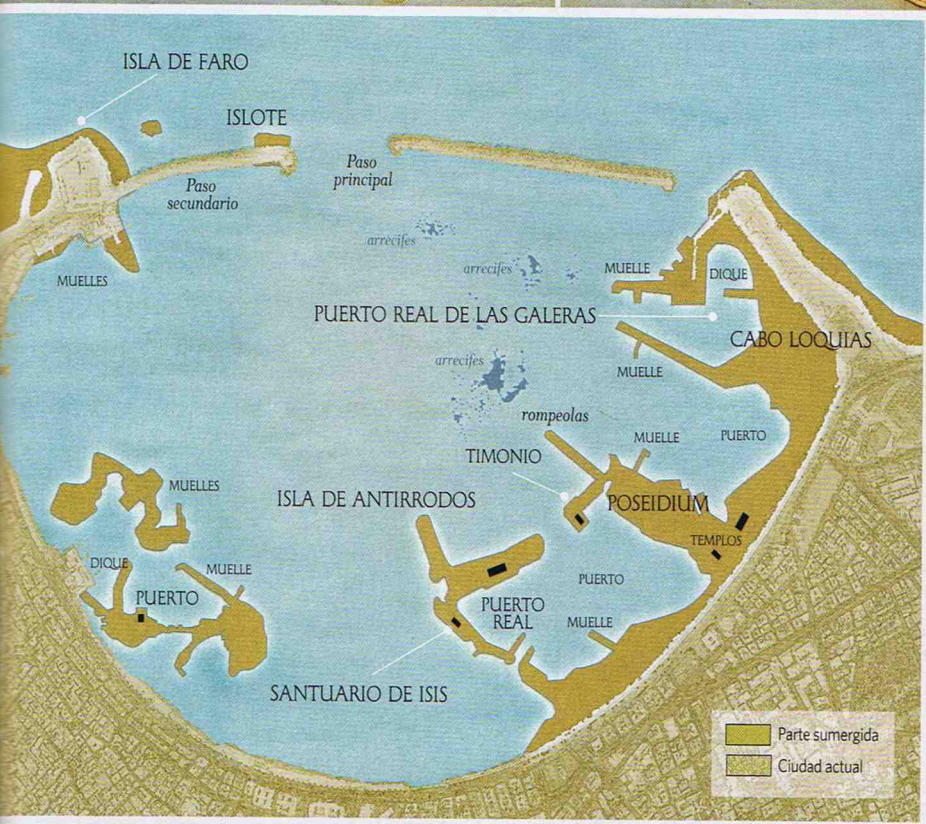 ISLA DE FARO
ISLOTE
Paso
principal
Paso
secundario
arrecifes
arrecifes
MUELLES
MUELLE
DIQUE
PUERTO REAL DE LAS GALERAS
CABO LOQUIAS
arrecifes
MUELLE
rompeolas
MUELLE
PUERTO
TIMONIO
MUELLES
ISLA DE ANTIRRODOS
POSEIDIUM
TEMPLOS
DIQUE
MUELLE
PUERTO
PUERTO
PUERTO
REAL
MUELLE
SANTUARIO DE ISIS
Parte sumergida
Ciudad actual